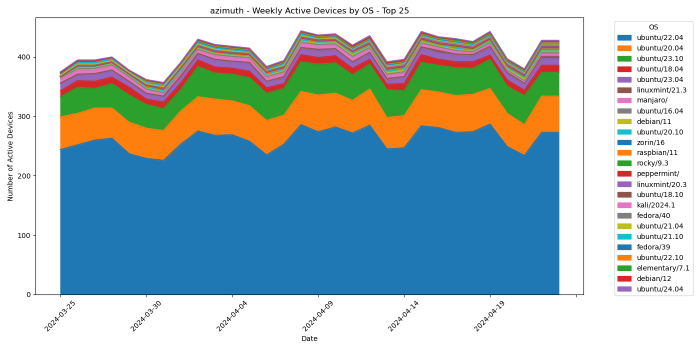 azimuth - Weekly Active Devices by OS - Top 25
Number of Active Devices
400
300
200
100
0
2024-03-25
2024-03-30
2024-04-04
2024-04-09
2024-04-14
2024-04-19
Date
OS
ubuntu/22.04
ubuntu/20.04
ubuntu/23.10
ubuntu/18.04
ubuntu/23.04
linuxmint/21.3
manjaro/
ubuntu/16.04
debian/11
ubuntu/20.10
zorin/16
raspbian/11
rocky/9.3
peppermint/
linuxmint/20.3
ubuntu/18.10
kali/2024.1
fedora/40
ubuntu/21.04
ubuntu/21.10
fedora/39
ubuntu/22.10
elementary/7.1
debian/12
ubuntu/24.04